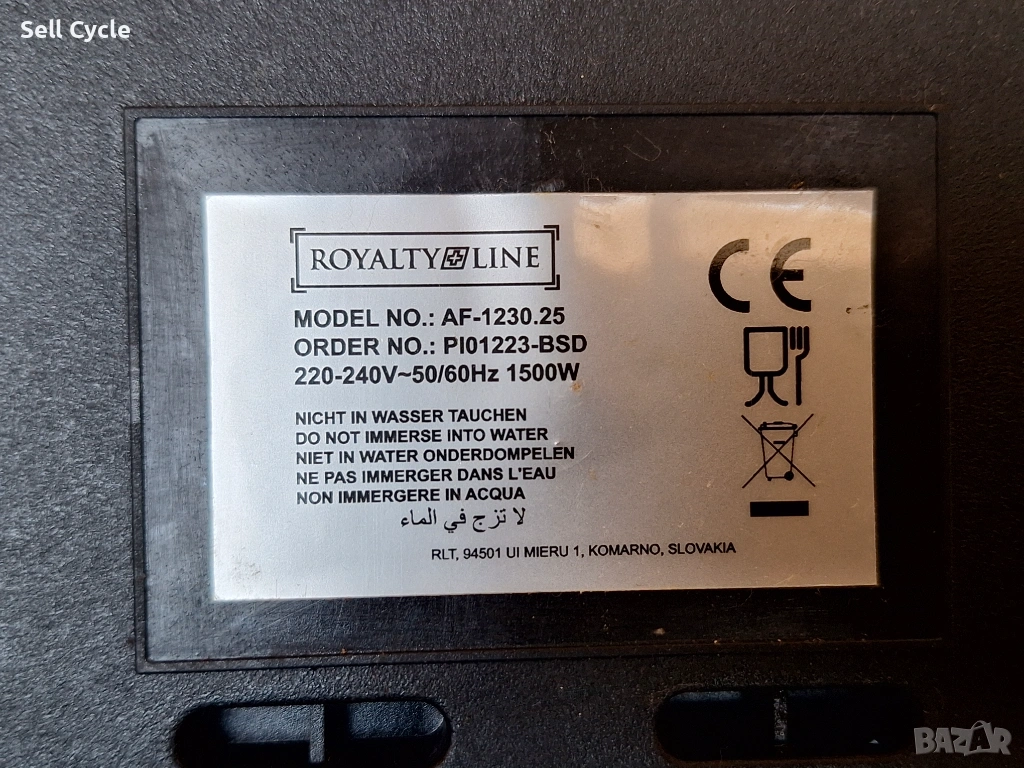 Sell Cycle
ROYALTY LINE
MODEL NO.: AF-1230.25
ORDER NO.: PI01223-BSD
220-240V~50/60Hz 1500W
NICHT IN WASSER TAUCHEN
DO NOT IMMERSE INTO WATER
NIET IN WATER ONDERDOMPELEN
NE PAS IMMERGER DANS L'EAU
NON IMMERGERE IN ACQUA
لا تزج في الماء
RLT, 94501 UI MIERU 1, KOMARNO, SLOVAKIA
CE
BAZAR